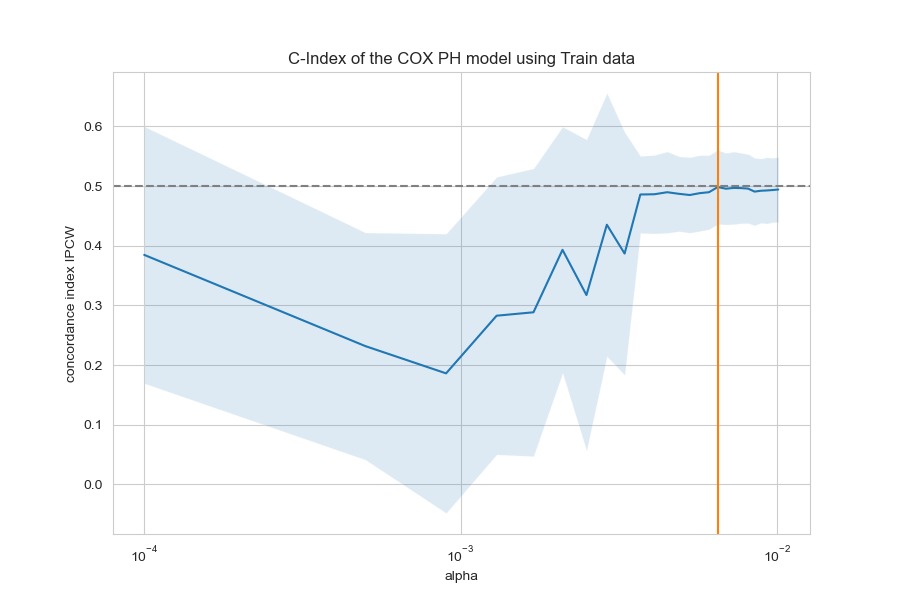 C-Index of the COX PH model using Train data
concordance index IPCW
0.6
0.5
0.4
0.3
0.2
0.1
0.0
10⁻⁴ 10⁻³ 10⁻²
alpha